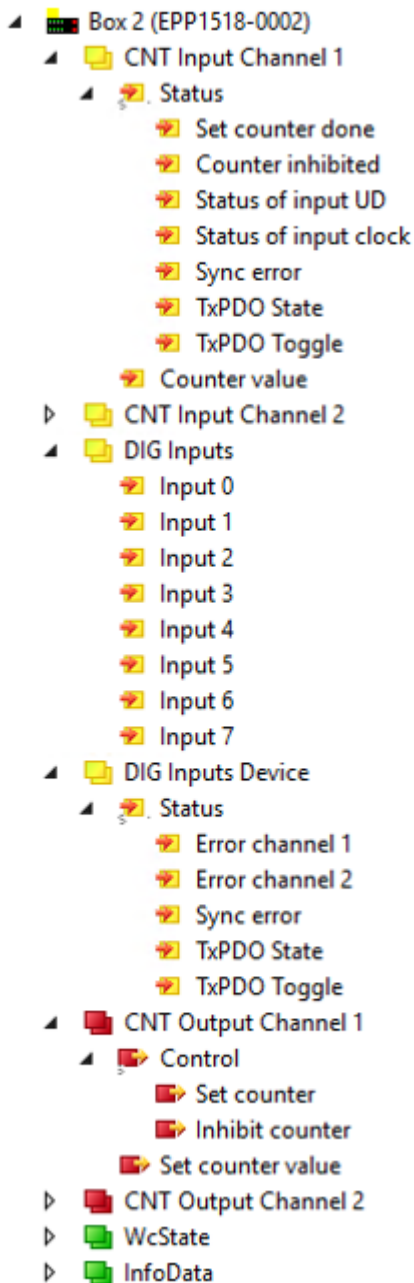 Box 2 (EPP1518-0002)
CNT Input Channel 1
Status
Set counter done
Counter inhibited
Status of input UD
Status of input clock
Sync error
TxPDO State
TxPDO Toggle
Counter value
CNT Input Channel 2
DIG Inputs
Input 0
Input 1
Input 2
Input 3
Input 4
Input 5
Input 6
Input 7
DIG Inputs Device
Status
Error channel 1
Error channel 2
Sync error
TxPDO State
TxPDO Toggle
CNT Output Channel 1
Control
Set counter
Inhibit counter
Set counter value
CNT Output Channel 2
WcState
InfoData